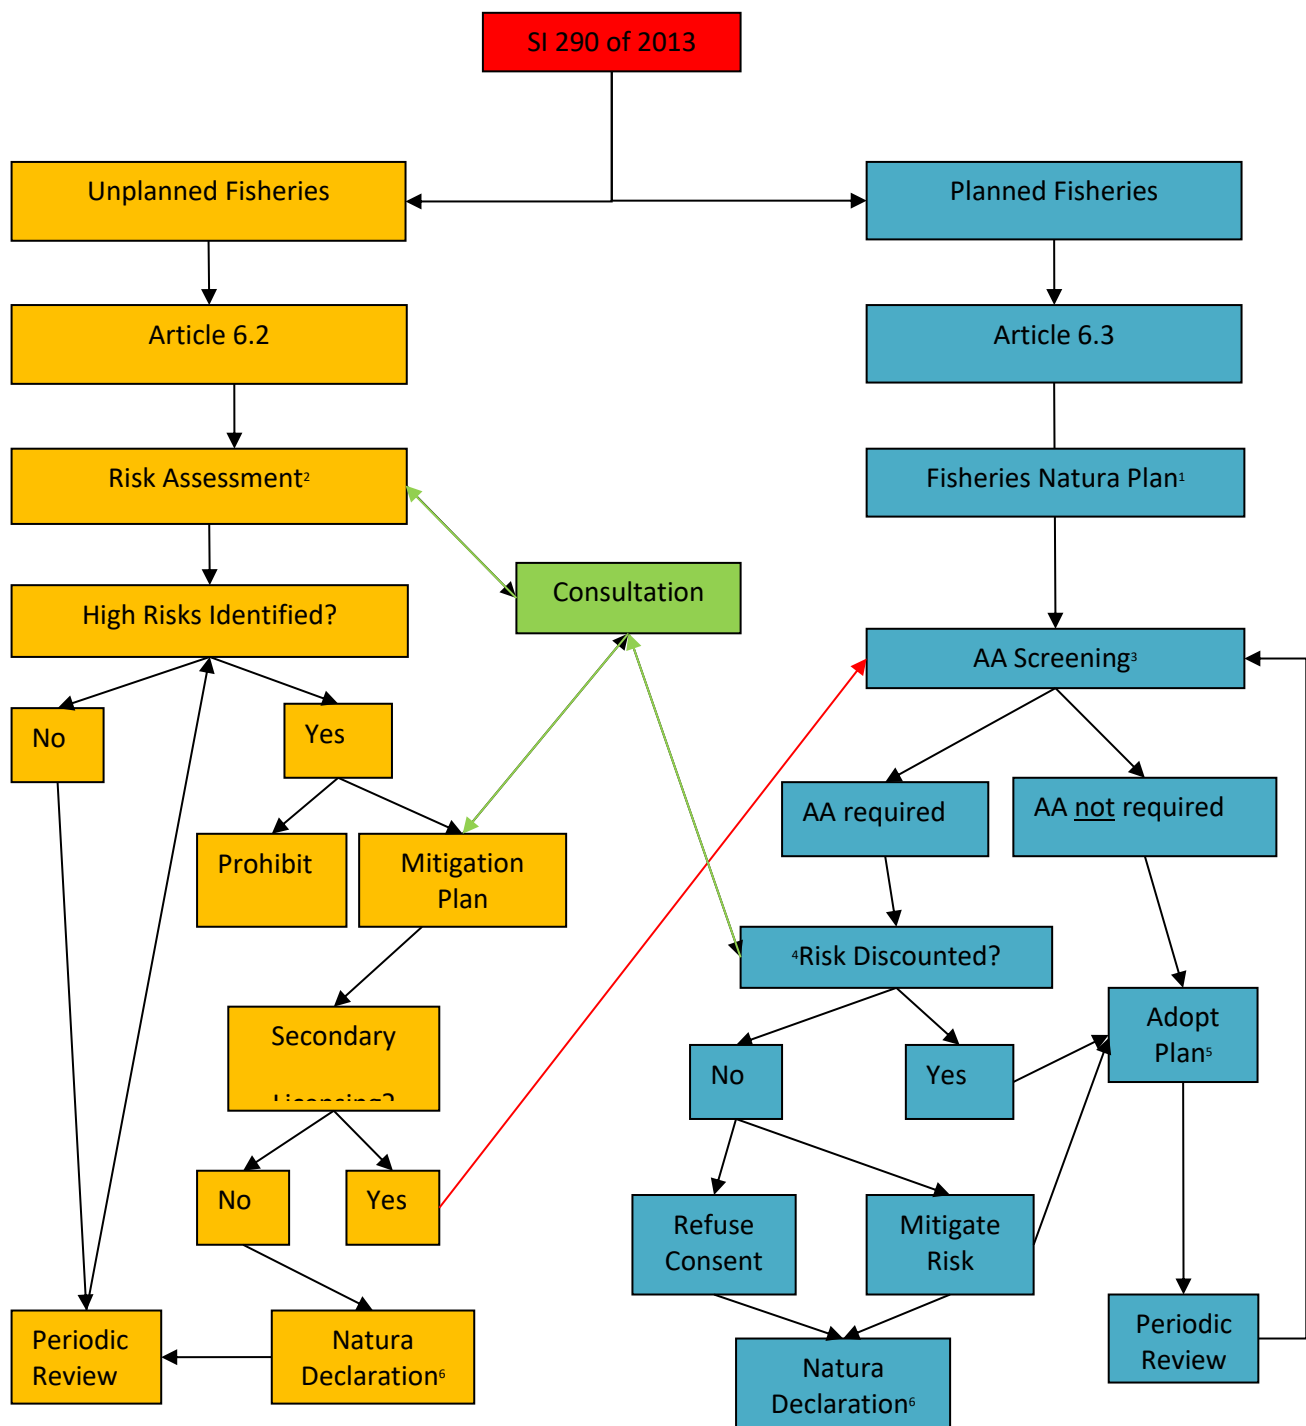 SI 290 of 2013
Unplanned Fisheries
Planned Fisheries
Article 6.2
Article 6.3
Risk Assessment²
Fisheries Natura Plan¹
Consultation
High Risks Identified?
AA Screening³
No
Yes
AA required
AA not required
Prohibit
Mitigation
Plan
⁴Risk Discounted?
Secondary
Adopt
Plan⁵
No
Yes
No
Yes
Refuse
Consent
Mitigate
Risk
Periodic
Review
Natura
Declaration⁶
Natura
Declaration⁶
Periodic
Review